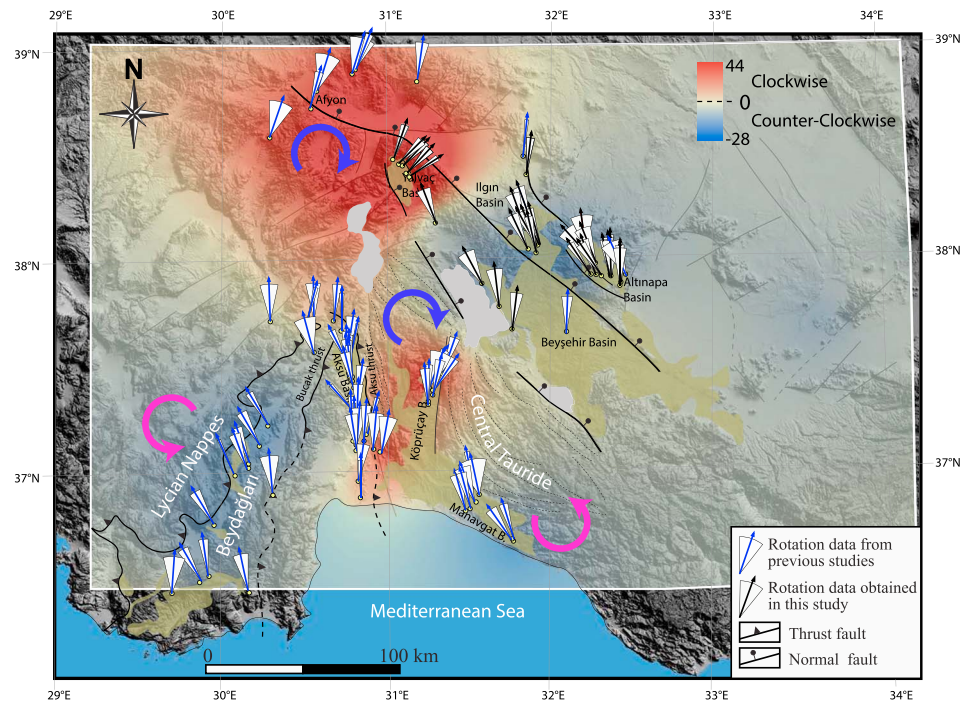 29°E 30°E 31°E 32°E 33°E 34°E
39°N 39°N
N
44
Clockwise
0
Counter-Clockwise
-28
Afyon
Yalvaç
Bas
Ilgın
Basin
38°N 38°N
Altınapa
Basin
Beyşehir Basin
Bucak thrust
Aksu Bas
Aksu thrust
Köprüçay B.
Central Tauride
37°N 37°N
Lycian Nappes
Beydağları
Manavgat B.
Mediterranean Sea
0 100 km
Rotation data from
previous studies
Rotation data obtained
in this study
Thrust fault
Normal fault
29°E 30°E 31°E 32°E 33°E 34°E